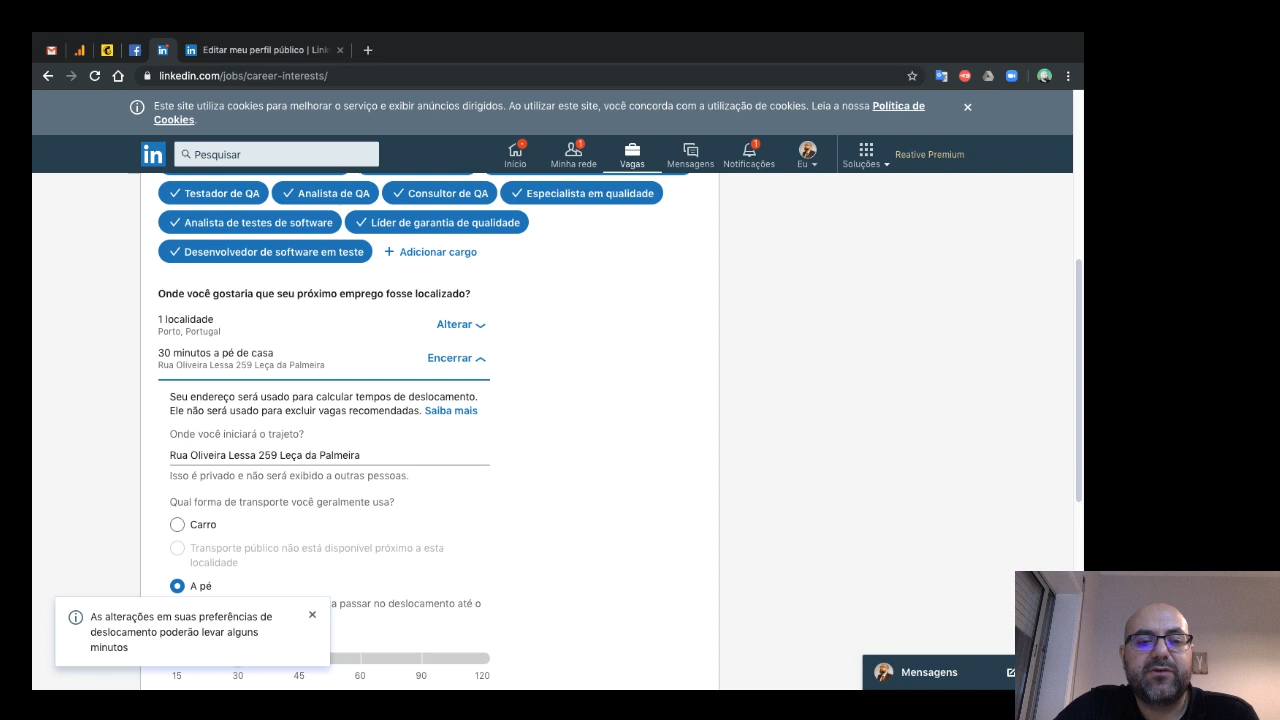 Editar meu perfil público | Link
linkedin.com/jobs/career-interests/
Este site utiliza cookies para melhorar o serviço e exibir anúncios dirigidos. Ao utilizar este site, você concorda com a utilização de cookies. Leia a nossa Política de
Cookies.
in
Pesquisar
Início
Minha rede
1
Vagas
Mensagens
Notificações
1
Eu
Soluções
Reative Premium
Testador de QA
Analista de QA
Consultor de QA
Especialista em qualidade
Analista de testes de software
Líder de garantia de qualidade
Desenvolvedor de software em teste
+ Adicionar cargo
Onde você gostaria que seu próximo emprego fosse localizado?
1 localidade
Porto, Portugal
Alterar
30 minutos a pé de casa
Rua Oliveira Lessa 259 Leça da Palmeira
Encerrar
Seu endereço será usado para calcular tempos de deslocamento.
Ele não será usado para excluir vagas recomendadas. Saiba mais
Onde você iniciará o trajeto?
Rua Oliveira Lessa 259 Leça da Palmeira
Isso é privado e não será exibido a outras pessoas.
Qual forma de transporte você geralmente usa?
Carro
Transporte público não está disponível próximo a esta
localidade
A pé
a passar no deslocamento até o
As alterações em suas preferências de
deslocamento poderão levar alguns
minutos
15 30 45 60 90 120
Mensagens